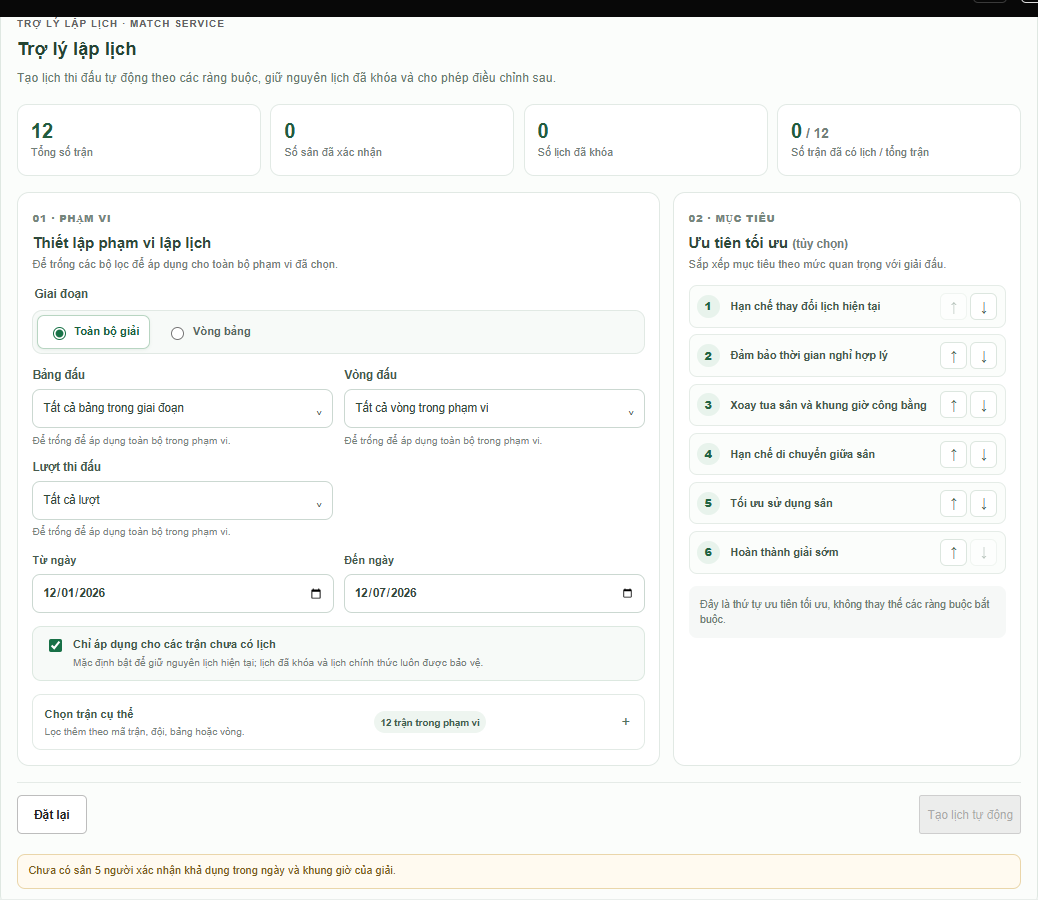 TRỢ LÝ LẬP LỊCH · MATCH SERVICE
Trợ lý lập lịch
Tạo lịch thi đấu tự động theo các ràng buộc, giữ nguyên lịch đã khóa và cho phép điều chỉnh sau.
12
Tổng số trận
0
Số sân đã xác nhận
0
Số lịch đã khóa
0 / 12
Số trận đã có lịch / tổng trận
01 · PHẠM VI
Thiết lập phạm vi lập lịch
Để trống các bộ lọc để áp dụng cho toàn bộ phạm vi đã chọn.
Giai đoạn
Toàn bộ giải
Vòng bảng
Bảng đấu
Tất cả bảng trong giai đoạn
Để trống để áp dụng toàn bộ trong phạm vi.
Vòng đấu
Tất cả vòng trong phạm vi
Để trống để áp dụng toàn bộ trong phạm vi.
Lượt thi đấu
Tất cả lượt
Để trống để áp dụng toàn bộ trong phạm vi.
Từ ngày
12/01/2026
Đến ngày
12/07/2026
Chỉ áp dụng cho các trận chưa có lịch
Mặc định bật để giữ nguyên lịch hiện tại; lịch đã khóa và lịch chính thức luôn được bảo vệ.
Chọn trận cụ thể
Lọc thêm theo mã trận, đội, bảng hoặc vòng.
12 trận trong phạm vi
+
02 · MỤC TIÊU
Ưu tiên tối ưu (tùy chọn)
Sắp xếp mục tiêu theo mức quan trọng với giải đấu.
1 Hạn chế thay đổi lịch hiện tại ↑ ↓
2 Đảm bảo thời gian nghỉ hợp lý ↑ ↓
3 Xoay tua sân và khung giờ công bằng ↑ ↓
4 Hạn chế di chuyển giữa sân ↑ ↓
5 Tối ưu sử dụng sân ↑ ↓
6 Hoàn thành giải sớm ↑ ↓
Đây là thứ tự ưu tiên tối ưu, không thay thế các ràng buộc bắt
buộc.
Đặt lại
Tạo lịch tự động
Chưa có sân 5 người xác nhận khả dụng trong ngày và khung giờ của giải.